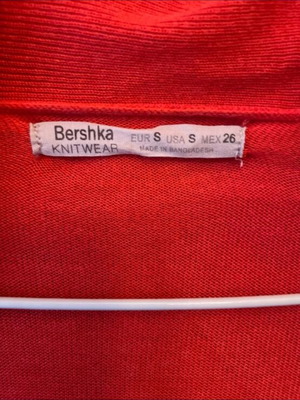 Bershka EUR S USA S MEX 26
KNITWEAR MADE IN BANGLADESH